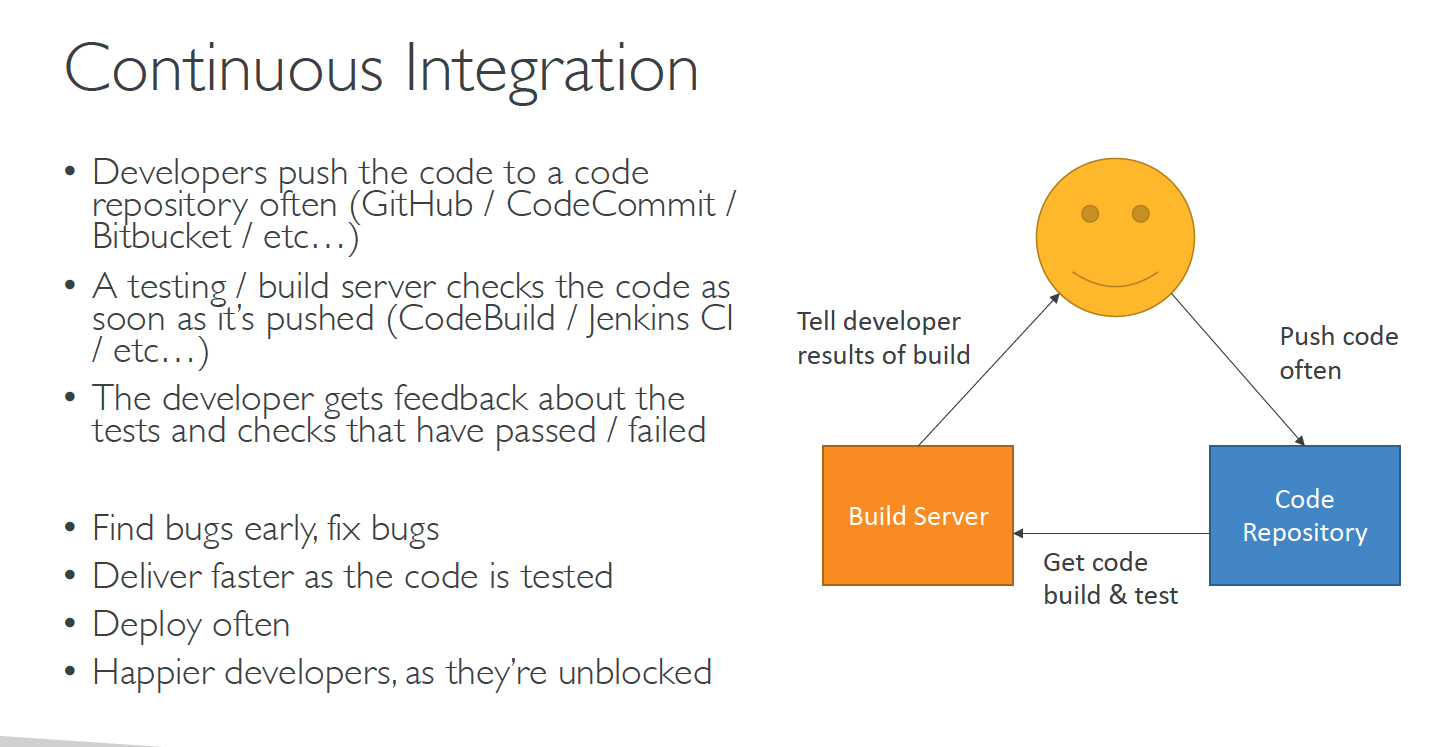 Continuous Integration
• Developers push the code to a code
repository often (GitHub / CodeCommit /
Bitbucket / etc…)
• A testing / build server checks the code as
soon as it’s pushed (CodeBuild / Jenkins CI
/ etc…)
• The developer gets feedback about the
tests and checks that have passed / failed
• Find bugs early, fix bugs
• Deliver faster as the code is tested
• Deploy often
• Happier developers, as they’re unblocked
Tell developer
results of build
Push code
often
Build Server
Code
Repository
Get code
build & test